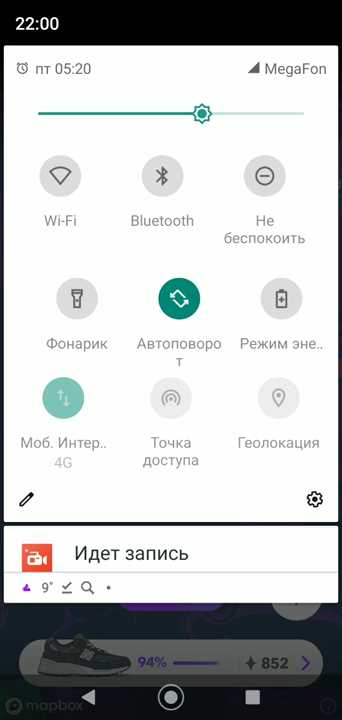 22:00
пт 05:20
MegaFon
Wi-Fi
Bluetooth
Не
беспокоить
Фонарик
Автоповоро
т
Режим эне..
Моб. Интер..
4G
Точка
доступа
Геолокация
Идет запись
9°
94%
852
mapbox